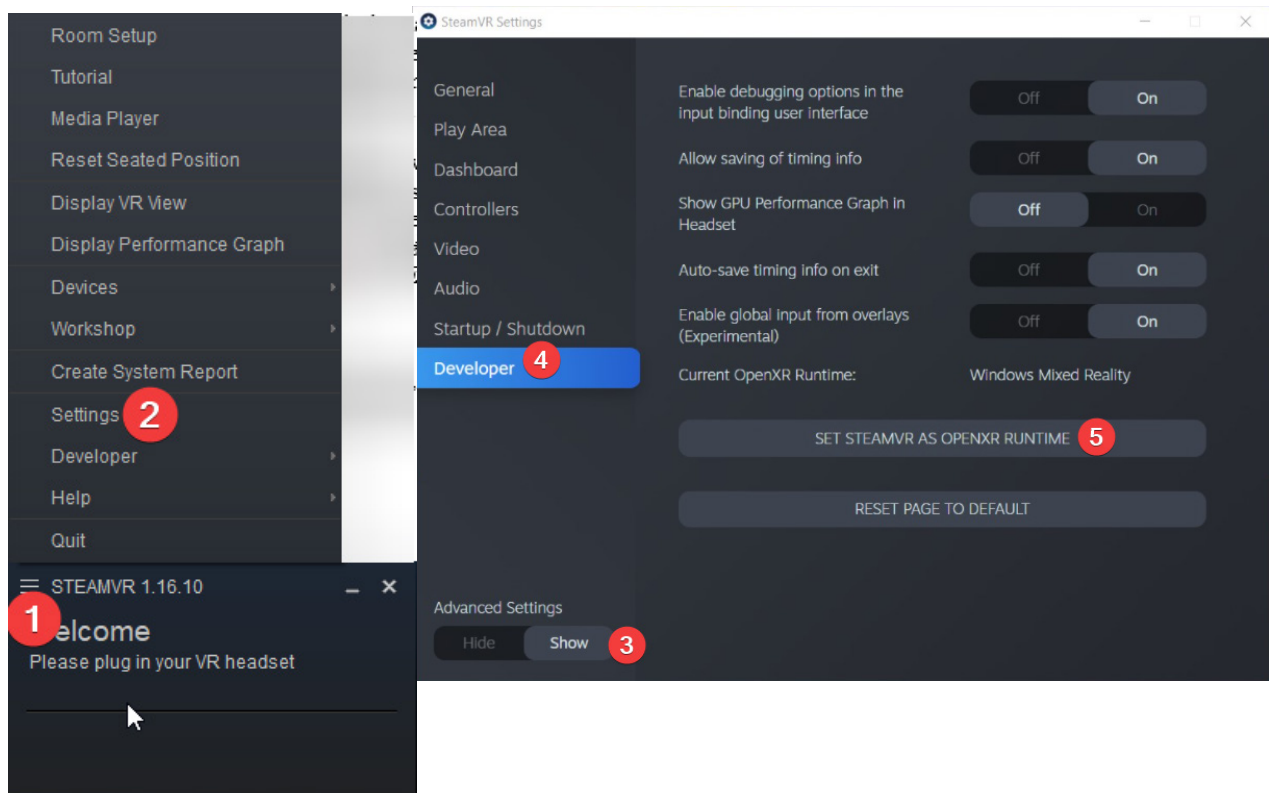 Room Setup
Tutorial
Media Player
Reset Seated Position
Display VR View
Display Performance Graph
Devices
Workshop
Create System Report
Settings 2
Developer
Help
Quit
STEAMVR 1.16.10
1
elcome
Please plug in your VR headset
SteamVR Settings
General
Play Area
Dashboard
Controllers
Video
Audio
Startup / Shutdown
Developer 4
Advanced Settings
Hide Show 3
Enable debugging options in the
input binding user interface
Off On
Allow saving of timing info
Off On
Show GPU Performance Graph In
Headset
Off On
Auto-save timing info on exit
Off On
Enable global input from overlays
(Experimental)
Off On
Current OpenXR Runtime: Windows Mixed Reality
SET STEAMVR AS OPENXR RUNTIME 5
RESET PAGE TO DEFAULT